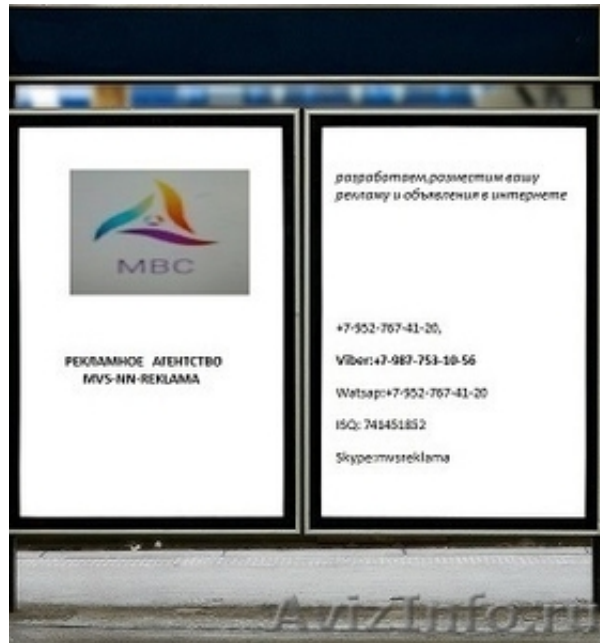 МВС
РЕКЛАМНОЕ АГЕНТСТВО
MVS-NN-REKLAMA
разработаем,разместим вашу
рекламу и объявления в интернете
+7-952-767-41-20,
Viber:+7-987-753-10-56
Watsap:+7-952-767-41-20
ISQ: 741451852
Skype:mvsreklama
AvizInfo.ru